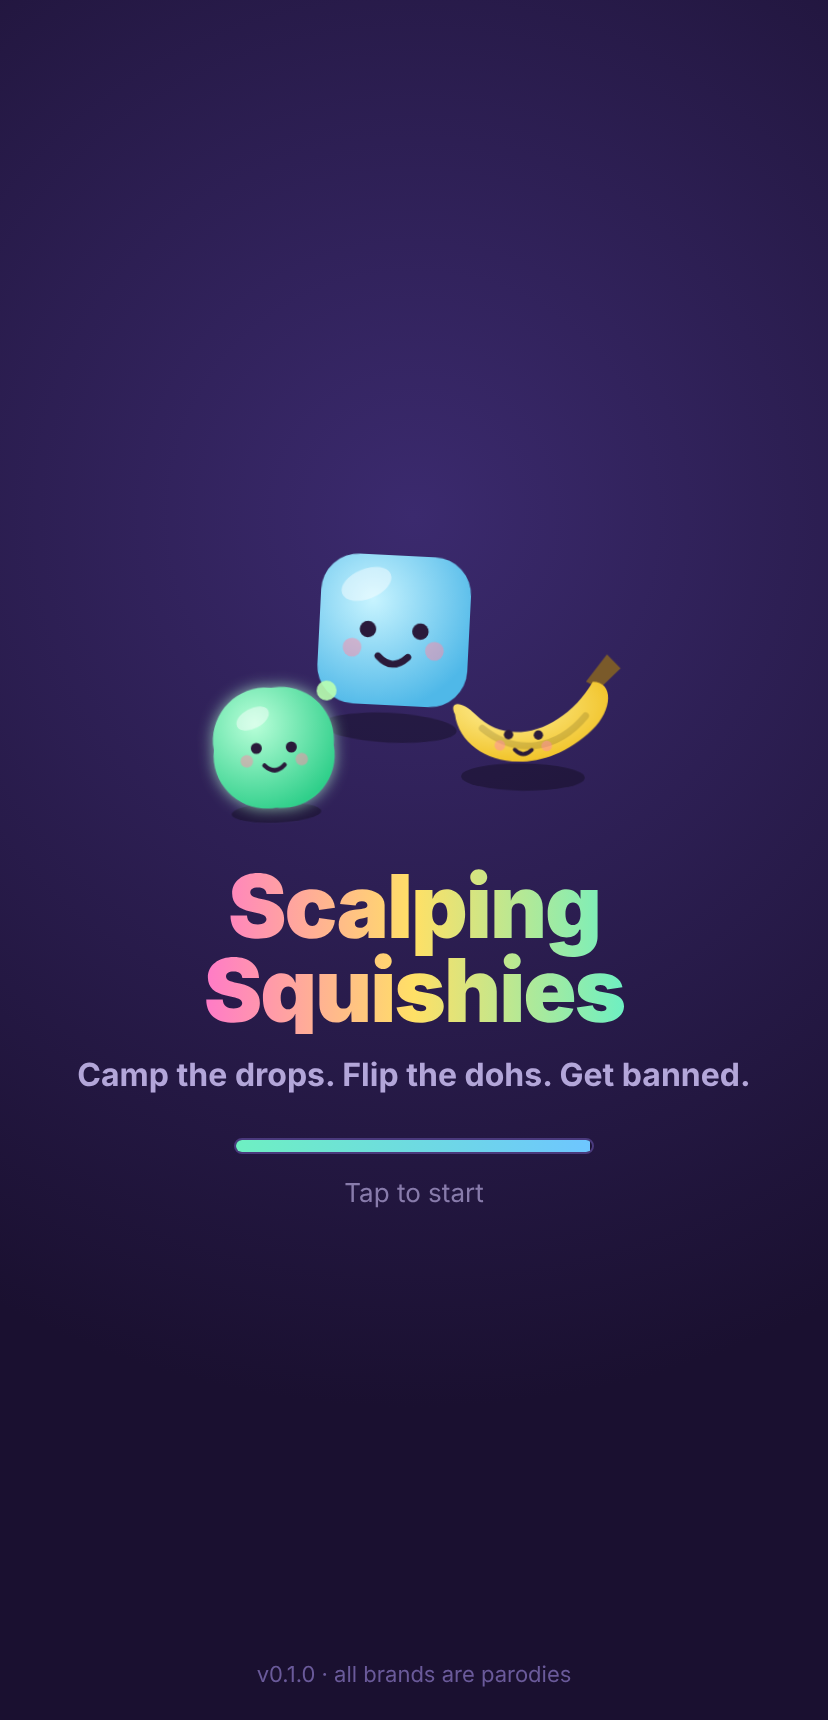 Scalping
Squishies
Camp the drops. Flip the dohs. Get banned.
Tap to start
v0.1.0 · all brands are parodies